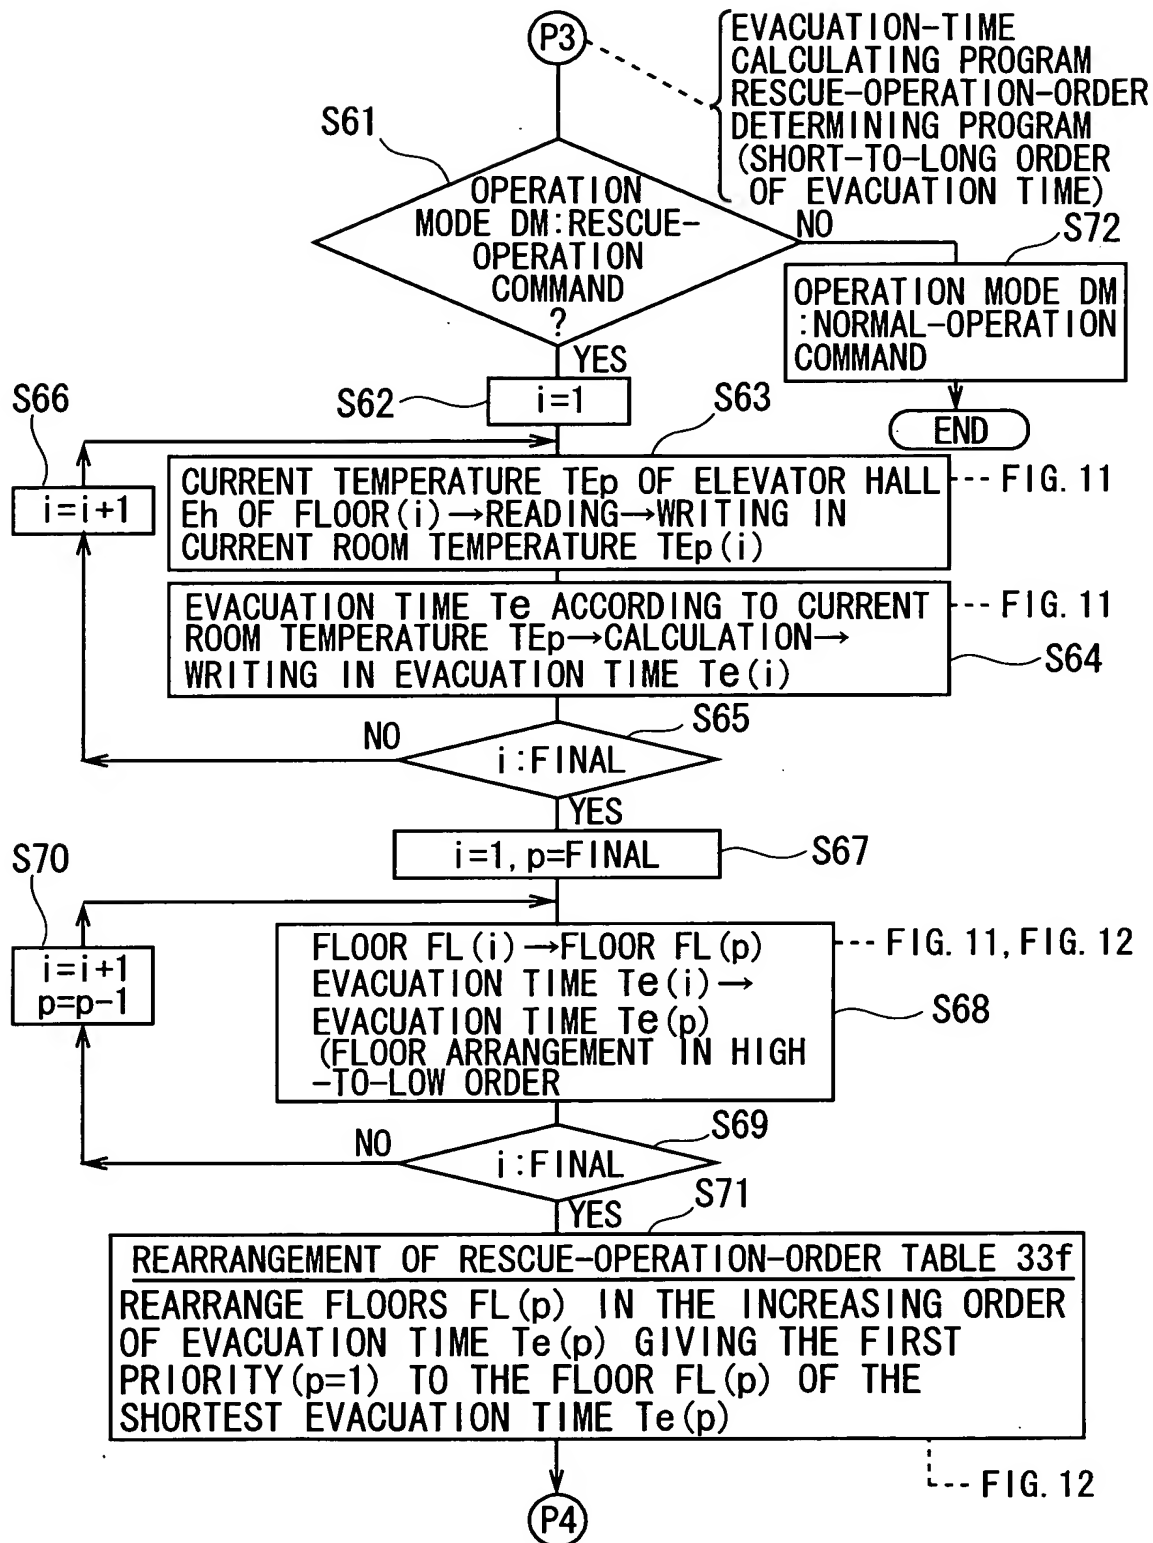 P3
EVACUATION-TIME
CALCULATING PROGRAM
RESCUE-OPERATION-ORDER
DETERMINING PROGRAM
(SHORT-TO-LONG ORDER
OF EVACUATION TIME)
S61
OPERATION
MODE DM:RESCUE-
OPERATION
COMMAND
?
NO
S72
OPERATION MODE DM
:NORMAL-OPERATION
COMMAND
END
YES
S62
i=1
S63
S66
i=i+1
CURRENT TEMPERATURE TEp OF ELEVATOR HALL
Eh OF FLOOR(i)→READING→WRITING IN
CURRENT ROOM TEMPERATURE TEp(i)
--- FIG. 11
EVACUATION TIME Te ACCORDING TO CURRENT
ROOM TEMPERATURE TEp→CALCULATION→
WRITING IN EVACUATION TIME Te(i)
--- FIG. 11
S64
S65
NO
i:FINAL
YES
i=1, p=FINAL
S67
S70
i=i+1
p=p-1
FLOOR FL(i)→FLOOR FL(p)
EVACUATION TIME Te(i)→
EVACUATION TIME Te(p)
(FLOOR ARRANGEMENT IN HIGH
-TO-LOW ORDER
--- FIG. 11, FIG. 12
S68
S69
NO
i:FINAL
YES
S71
REARRANGEMENT OF RESCUE-OPERATION-ORDER TABLE 33f
REARRANGE FLOORS FL(p) IN THE INCREASING ORDER
OF EVACUATION TIME Te(p) GIVING THE FIRST
PRIORITY(p=1) TO THE FLOOR FL(p) OF THE
SHORTEST EVACUATION TIME Te(p)
--- FIG. 12
P4